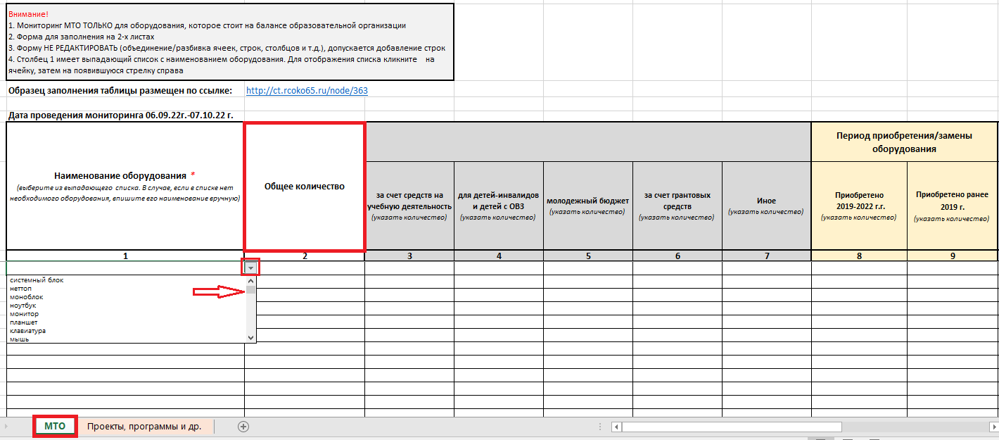 Внимание!
1. Мониторинг МТО ТОЛЬКО для оборудования, которое стоит на балансе образовательной организации
2. Форма для заполнения на 2-х листах
3. Форму НЕ РЕДАКТИРОВАТЬ (объединение/разбивка ячеек, строк, столбцов и т.д.), допускается добавление строк
4. Столбец 1 имеет выпадающий список с наименованием оборудования. Для отображения списка кликните на
ячейку, затем на появившуюся стрелку справа
Образец заполнения таблицы размещен по ссылке: http://ct.rcoko65.ru/node/363
Дата проведения мониторинга 06.09.22г.-07.10.22 г.
Наименование оборудования *
(выберите из выпадающего списка. В случае, если в списке нет
необходимого оборудования, впишите его наименование вручную)
Общее количество
за счет средств на
учебную деятельность
(указать количество)
для детей-инвалидов
и детей с ОВЗ
(указать количество)
молодежный бюджет
(указать количество)
за счет грантовых
средств
(указать количество)
Иное
(указать количество)
Период приобретения/замены
оборудования
Приобретено
2019-2022 г.г.
(указать количество)
Приобретено ранее
2019 г.
(указать количество)
1 2 3 4 5 6 7 8 9
системный блок
неттоп
моноблок
ноутбук
монитор
планшет
клавиатура
мышь
МТО Проекты, программы и др.